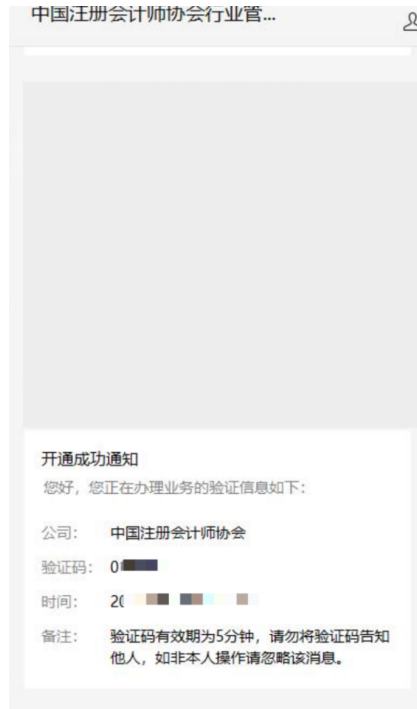 中国注册会计师协会行业管...
开通成功通知
您好，您正在办理业务的验证信息如下：
公司： 中国注册会计师协会
验证码： 0
时间： 20
备注： 验证码有效期为5分钟，请勿将验证码告知
他人，如非本人操作请忽略该消息。